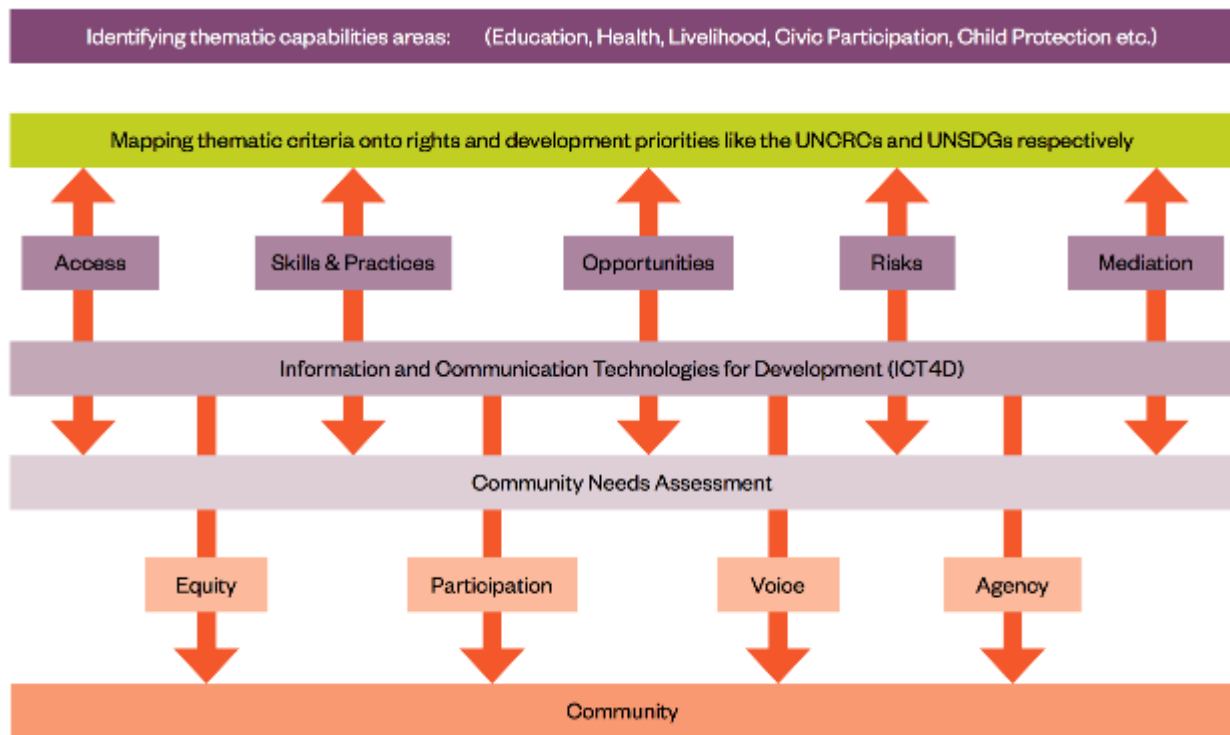 Identifying thematic capabilities areas: (Education, Health, Livelihood, Civic Participation, Child Protection etc.)
Mapping thematic criteria onto rights and development priorities like the UNCRCs and UNSDGs respectively
Access
Skills & Practices
Opportunities
Risks
Mediation
Information and Communication Technologies for Development (ICT4D)
Community Needs Assessment
Equity
Participation
Voice
Agency
Community